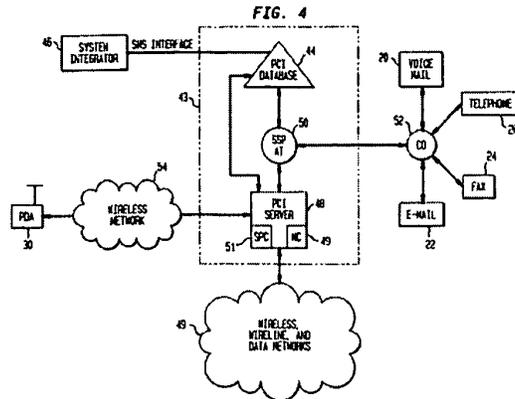 FIG. 4
46
SYSTEM
INTEGRATOR
SMS INTERFACE
44
PCI
DATABASE
43
20
VOICE
MAIL
TELEPHONE
50
SSP
AT
52
CO
24
FAX
E-MAIL
22
54
WIRELESS
NETWORK
PDA
30
PCI
SERVER
48
SPC
NC
51
49
49
WIRELESS,
WIRELINE, AND
DATA NETWORKS